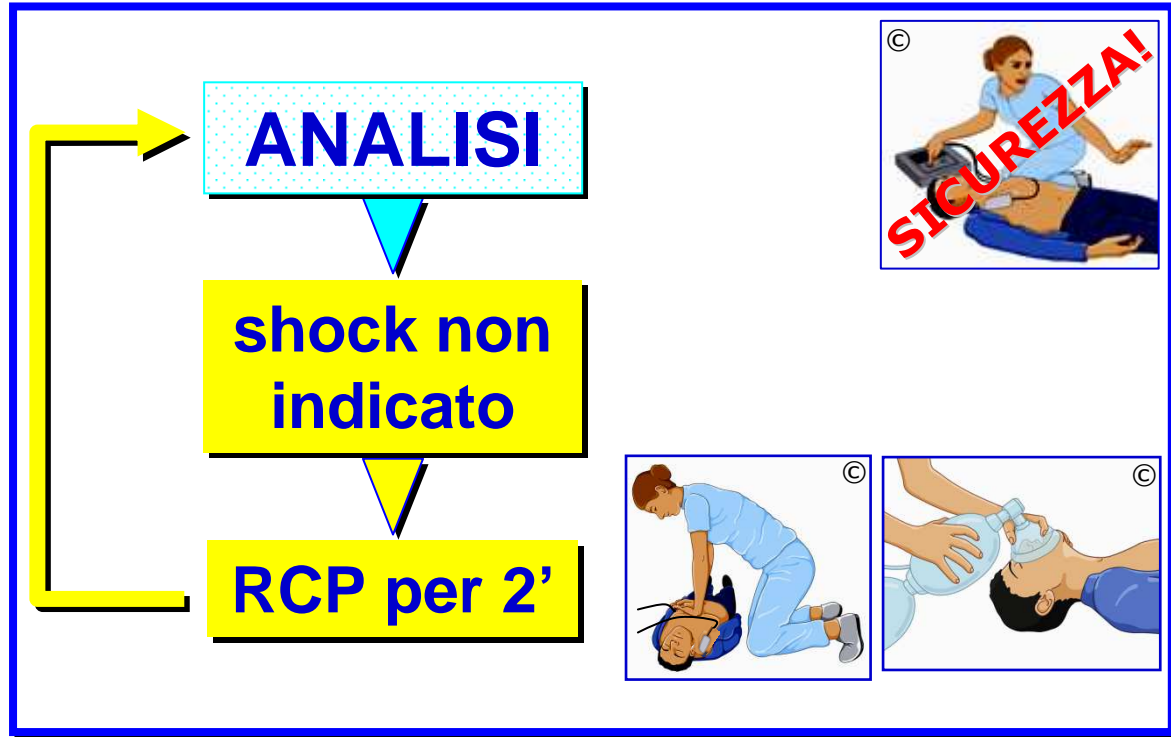 ANALISI
shock non
indicato
RCP per 2’
©
SICUREZZA!
©
©